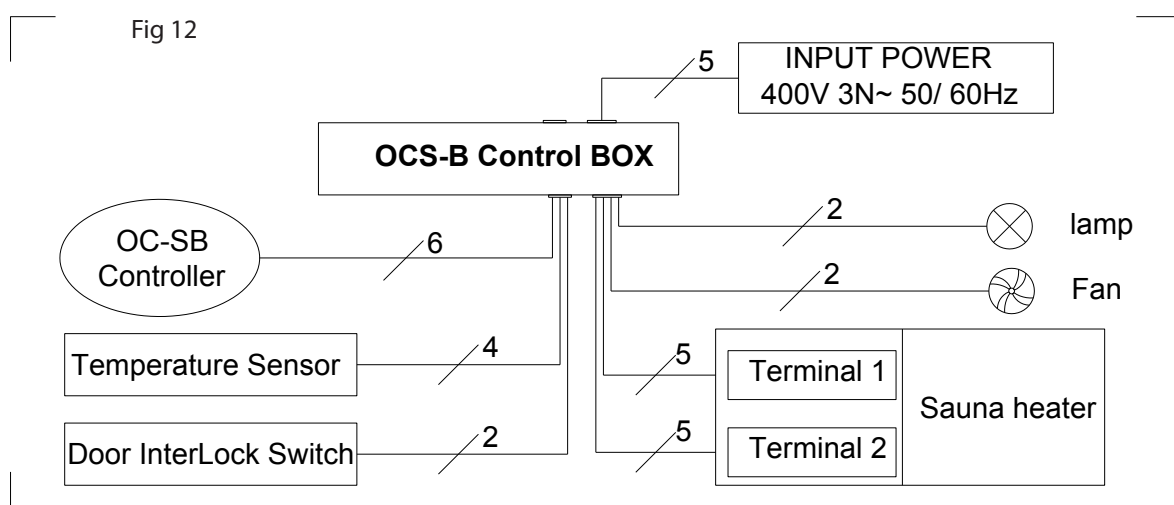 Fig 12
5
INPUT POWER
400V 3N~ 50/ 60Hz
OCS-B Control BOX
OC-SB
Controller
6
2
lamp
2
Fan
Temperature Sensor
4
5
Terminal 1
Sauna heater
Door InterLock Switch
2
5
Terminal 2